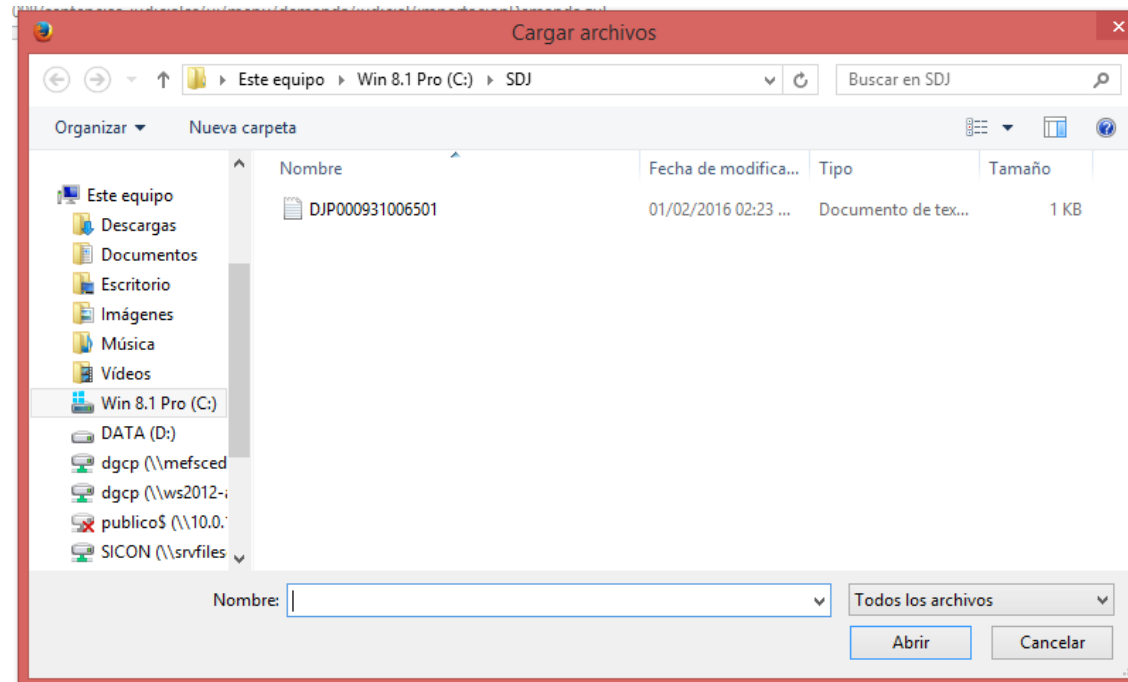 Cargar archivos
Este equipo Win 8.1 Pro (C:) SDJ Buscar en SDJ
Organizar Nueva carpeta
Nombre Fecha de modifica... Tipo Tamaño
DJP000931006501 01/02/2016 02:23 ... Documento de tex... 1 KB
Este equipo
Descargas
Documentos
Escritorio
Imágenes
Música
Vídeos
Win 8.1 Pro (C:)
DATA (D:)
dgcp (\\mefsced
dgcp (\\ws2012-a
publico$ (\\10.0.
SICON (\\srvfiles
Nombre: Todos los archivos
Abrir Cancelar